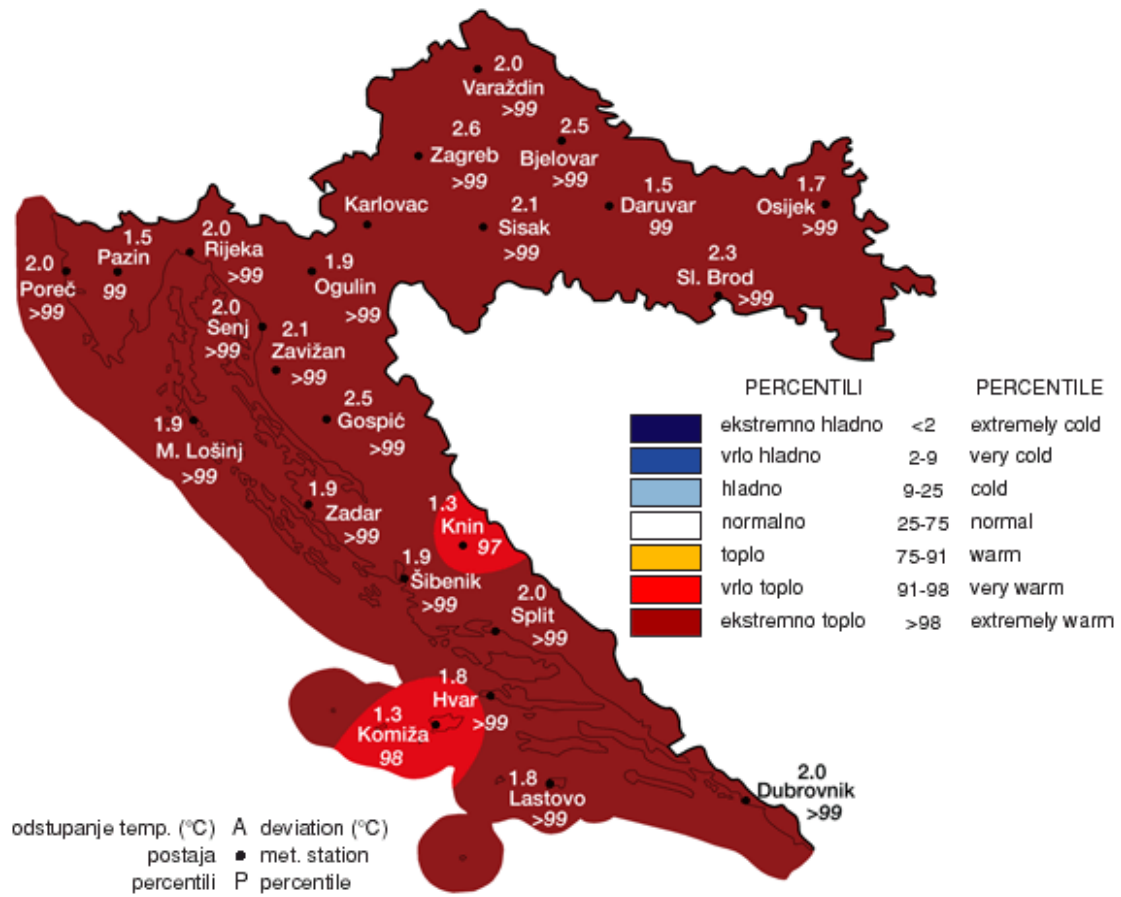 2.0
Varaždin
>99
2.6
Zagreb
>99
2.5
Bjelovar
>99
Karlovac
2.1
Sisak
>99
1.5
Daruvar
99
1.7
Osijek
>99
2.3
Sl. Brod
>99
2.0
Poreč
>99
1.5
Pazin
99
2.0
Rijeka
>99
1.9
Ogulin
>99
2.0
Senj
>99
2.1
Zavižan
>99
2.5
Gospić
>99
1.9
M. Lošinj
>99
1.9
Zadar
>99
1.3
Knin
97
1.9
Šibenik
>99
2.0
Split
>99
1.8
Hvar
>99
1.3
Komiža
98
1.8
Lastovo
>99
2.0
Dubrovnik
>99
PERCENTILI PERCENTILE
ekstremno hladno <2 extremely cold
vrlo hladno 2-9 very cold
hladno 9-25 cold
normalno 25-75 normal
toplo 75-91 warm
vrlo toplo 91-98 very warm
ekstremno toplo >98 extremely warm
odstupanje temp. (°C) A deviation (°C)
postaja met. station
percentili P percentile